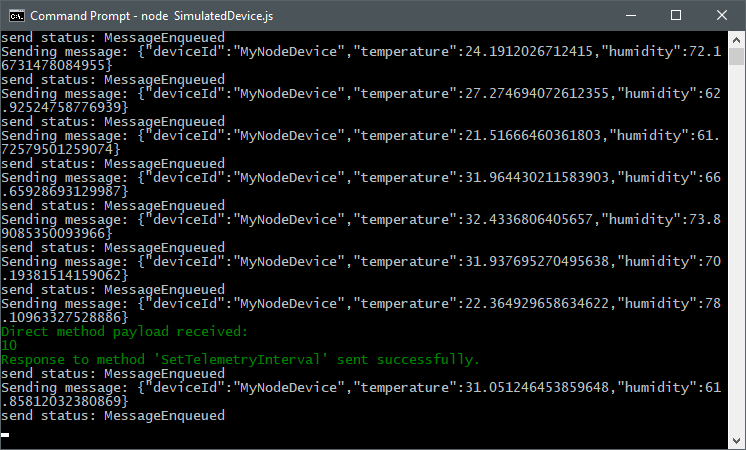 Command Prompt - node SimulatedDevice.js
send status: MessageEnqueued
Sending message: {"deviceId":"MyNodeDevice","temperature":24.1912026712415,"humidity":72.1
6731478084955}
send status: MessageEnqueued
Sending message: {"deviceId":"MyNodeDevice","temperature":27.274694072612355,"humidity":62
.92524758776939}
send status: MessageEnqueued
Sending message: {"deviceId":"MyNodeDevice","temperature":21.51666460361803,"humidity":61.
72579501259074}
send status: MessageEnqueued
Sending message: {"deviceId":"MyNodeDevice","temperature":31.964430211583903,"humidity":66
.65928693129987}
send status: MessageEnqueued
Sending message: {"deviceId":"MyNodeDevice","temperature":32.4336806405657,"humidity":73.8
9085350093966}
send status: MessageEnqueued
Sending message: {"deviceId":"MyNodeDevice","temperature":31.937695270495638,"humidity":70
.19381514159062}
send status: MessageEnqueued
Sending message: {"deviceId":"MyNodeDevice","temperature":22.364929658634622,"humidity":78
.10963327528886}
Direct method payload received:
10
Response to method 'SetTelemetryInterval' sent successfully.
send status: MessageEnqueued
Sending message: {"deviceId":"MyNodeDevice","temperature":31.051246453859648,"humidity":61
.85812032380869}
send status: MessageEnqueued